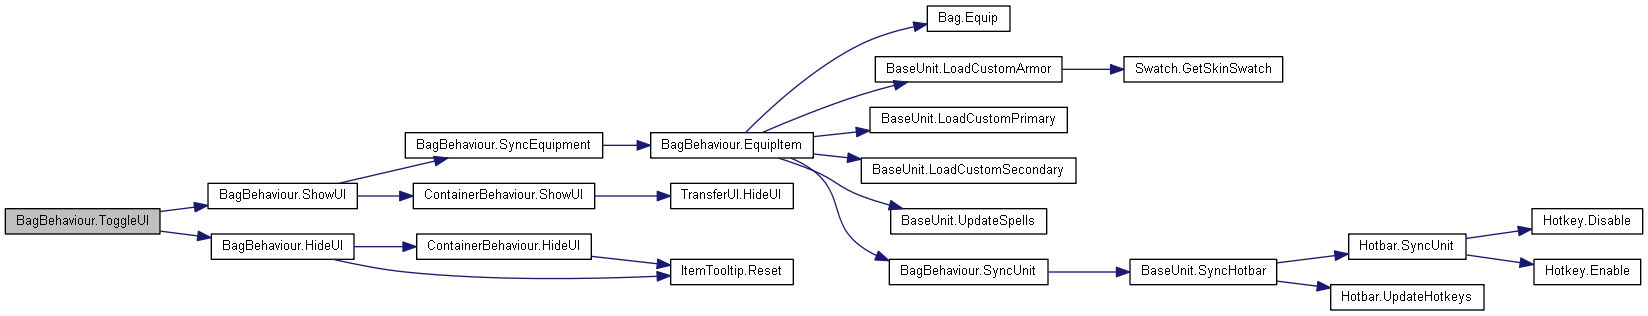 Bag.Equip
BaseUnit.LoadCustomArmor
Swatch.GetSkinSwatch
BaseUnit.LoadCustomPrimary
BagBehaviour.SyncEquipment
BagBehaviour.EquipItem
BaseUnit.LoadCustomSecondary
BagBehaviour.ShowUI
ContainerBehaviour.ShowUI
TransferUI.HideUI
BagBehaviour.ToggleUI
BaseUnit.UpdateSpells
Hotkey.Disable
BagBehaviour.HideUI
ContainerBehaviour.HideUI
Hotbar.SyncUnit
ItemTooltip.Reset
BagBehaviour.SyncUnit
BaseUnit.SyncHotbar
Hotkey.Enable
Hotbar.UpdateHotkeys